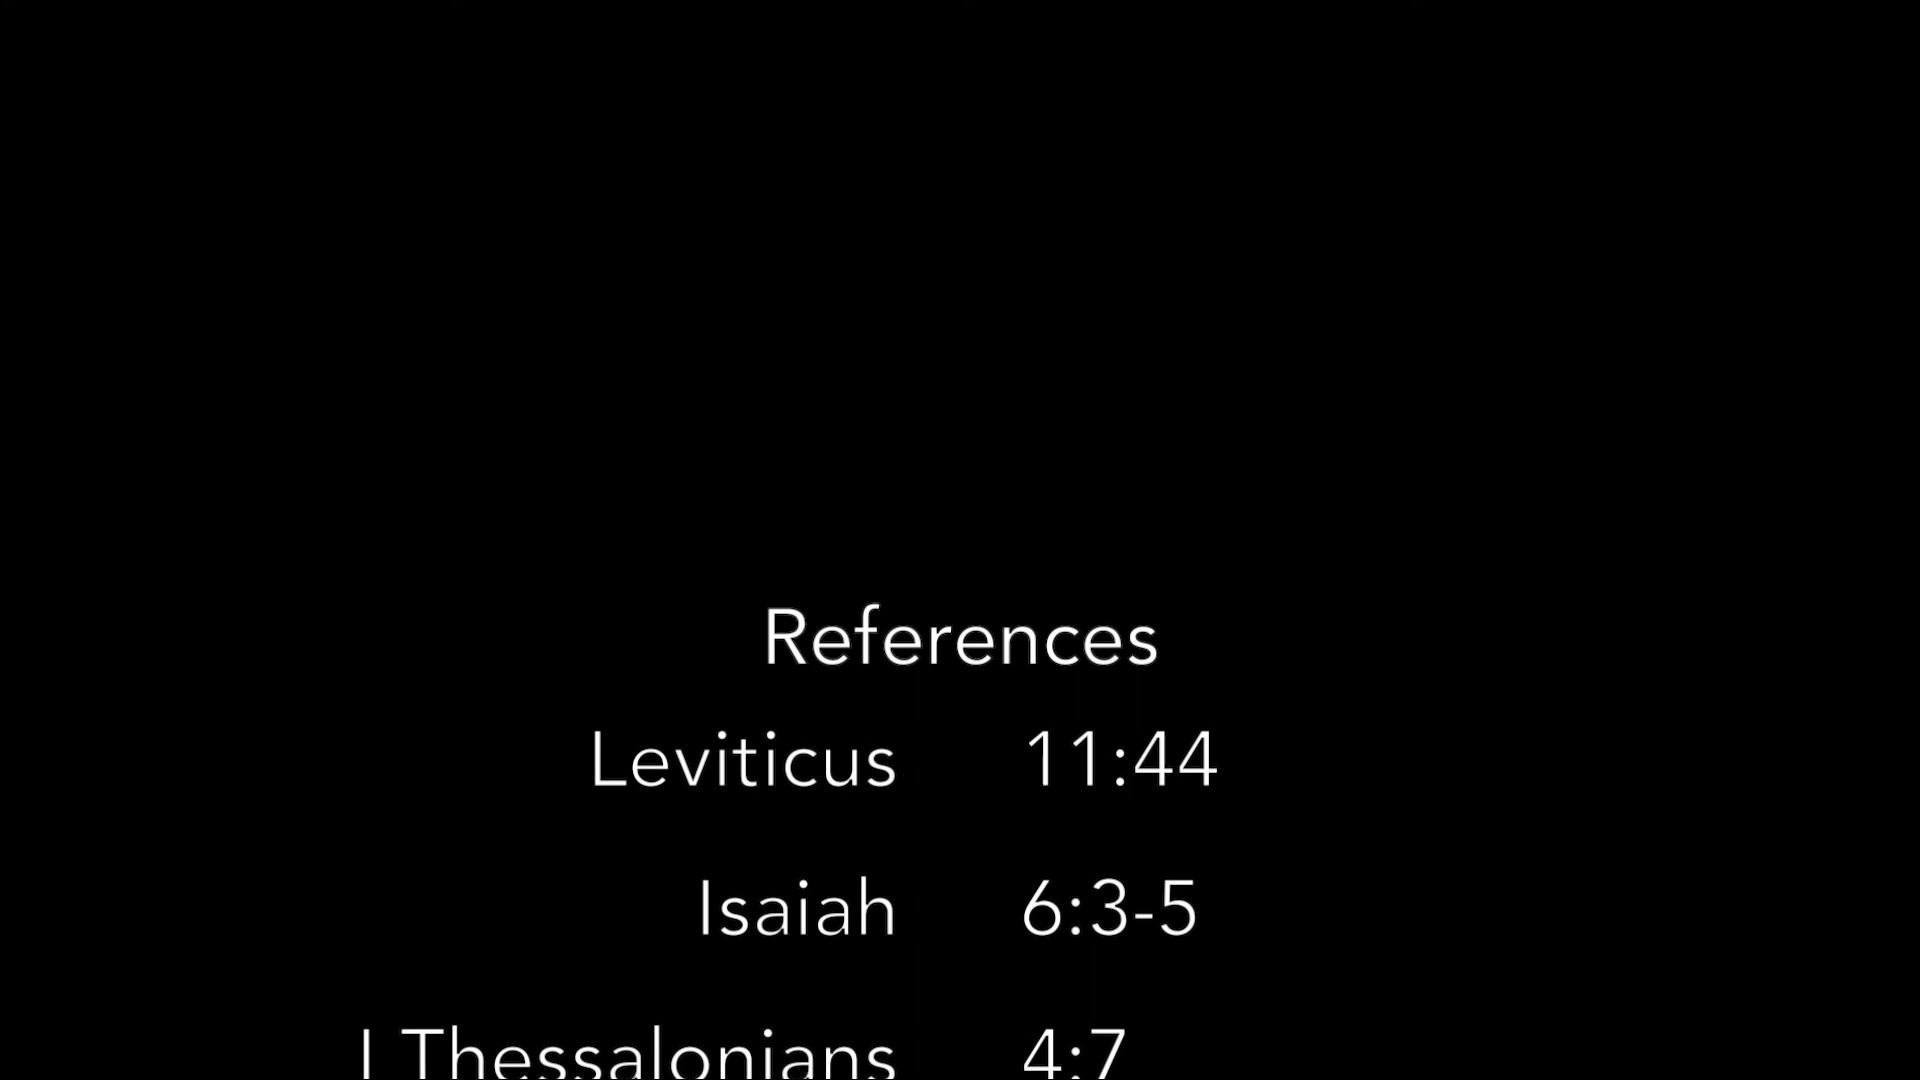 References
Leviticus 11:44
Isaiah 6:3-5
I Thessalonians 4:7